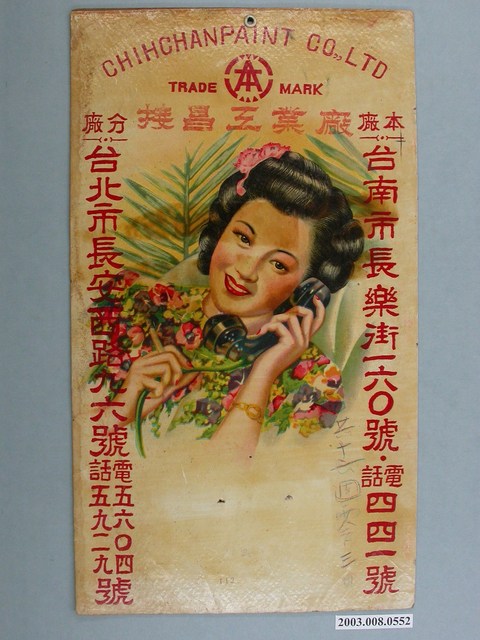 CHIHCHANPAINT CO., LTD
TRADE MARK
廠業工昌誌
本廠
台南市長樂街一六〇號・電話四四一號
分廠
台北市長安西路九六號電話五五六九〇二四九號
2003.008.0552